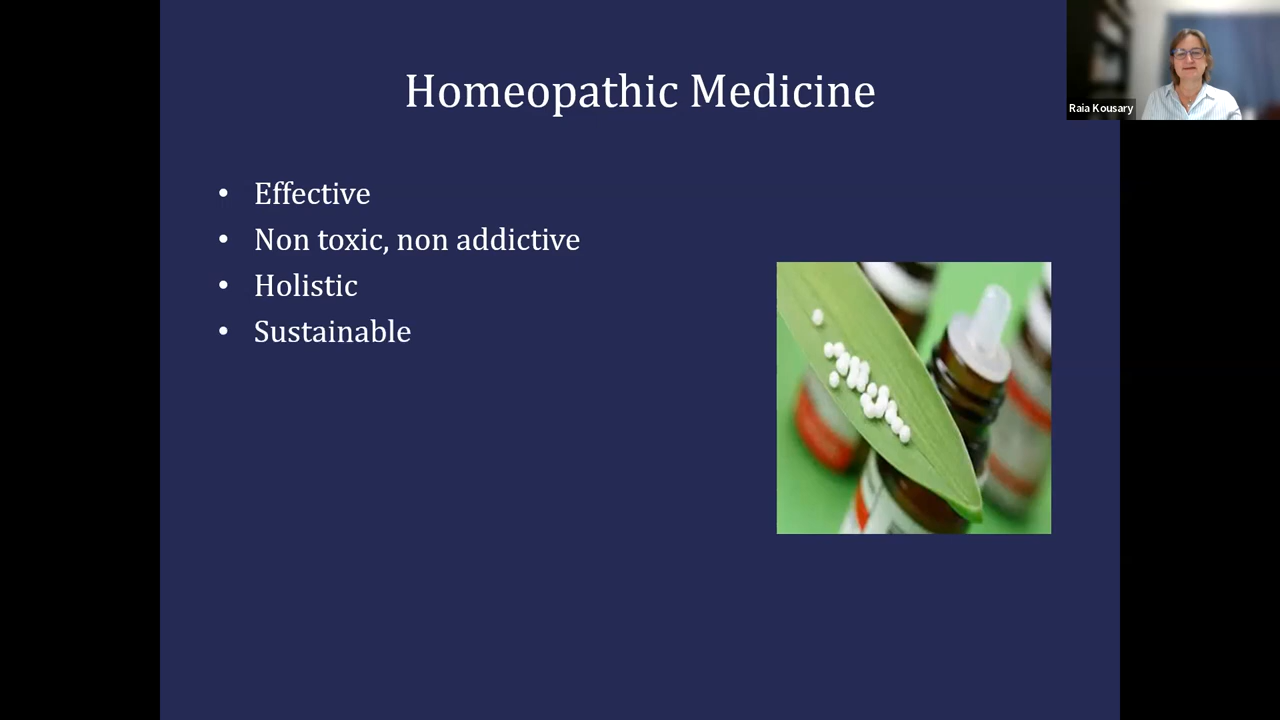 Homeopathic Medicine
Raia Kousary
• Effective
• Non toxic, non addictive
• Holistic
• Sustainable